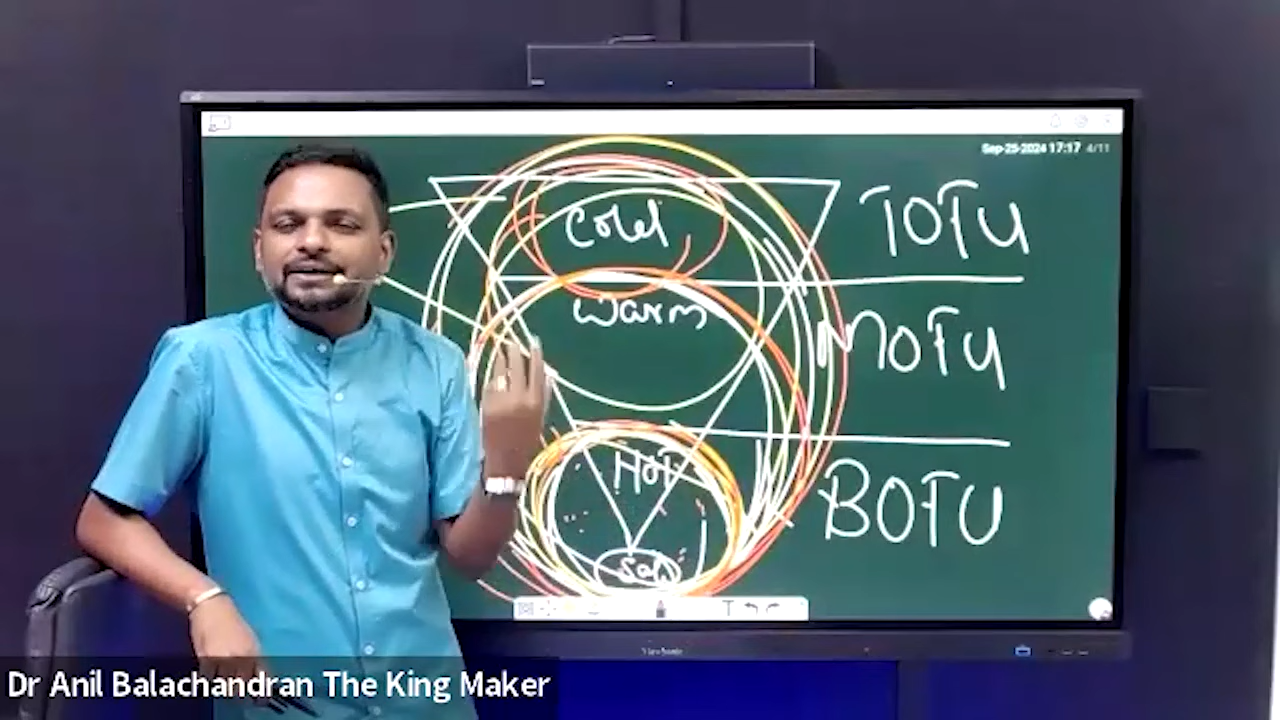 Sep-25-2024 17:17 4/11
Cold TOFU
Warm MOFU
HOT BOFU
ViewSonic
Dr Anil Balachandran The King Maker